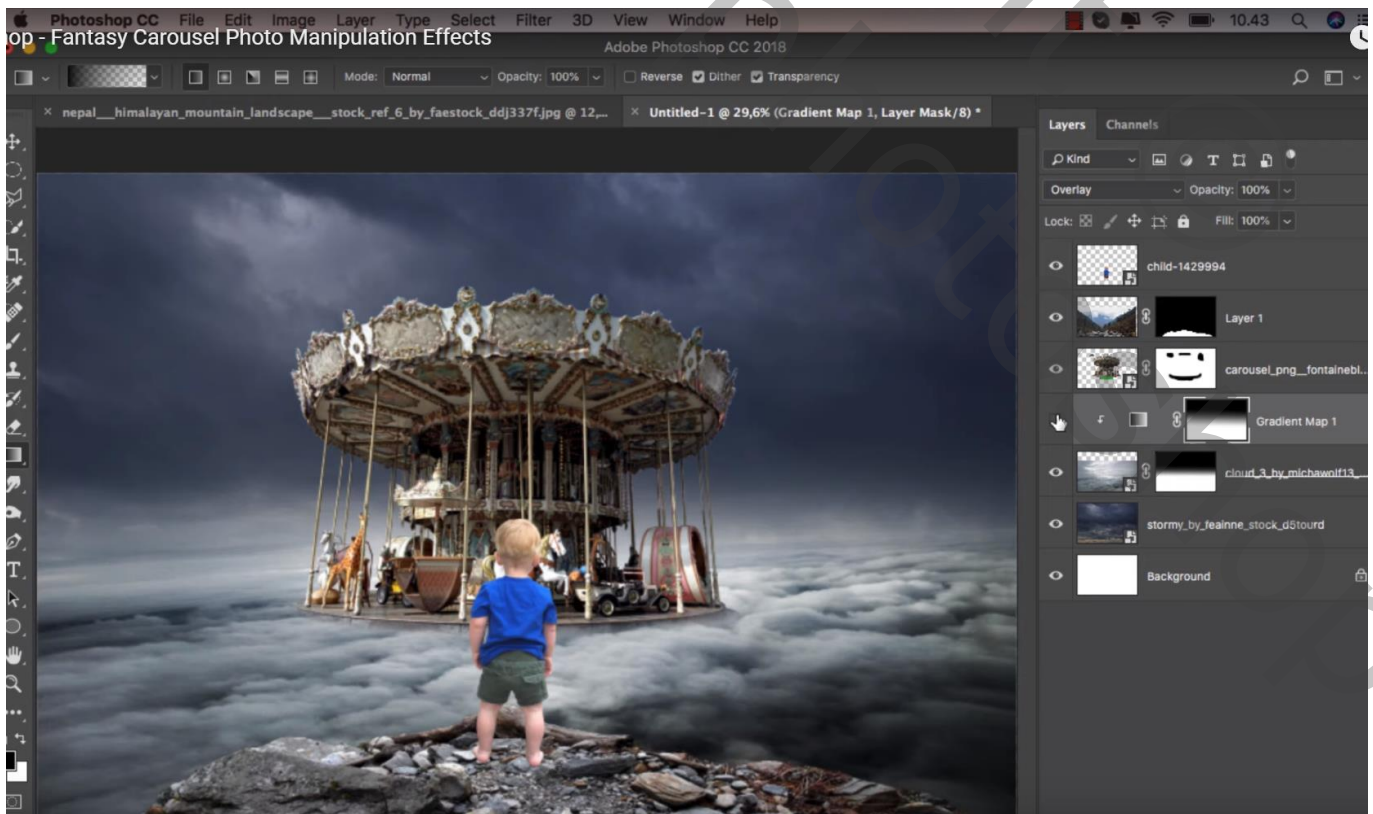 Photoshop CC File Edit Image Layer Type Select Filter 3D View Window Help 10.43
op - Fantasy Carousel Photo Manipulation Effects
Adobe Photoshop CC 2018
Mode: Normal Opacity: 100% Reverse Dither Transparency
× nepal__himalayan_mountain_landscape__stock_ref_6_by_faestock_ddj337f.jpg @ 12,... × Untitled-1 @ 29,6% (Gradient Map 1, Layer Mask/8) *
Layers Channels
Kind
Overlay Opacity: 100%
Lock: Fill: 100%
child-1429994
Layer 1
carousel_png__fontainebl...
Gradient Map 1
cloud_3_by_michawolf13_...
stormy_by_feainne_stock_d5tourd
Background